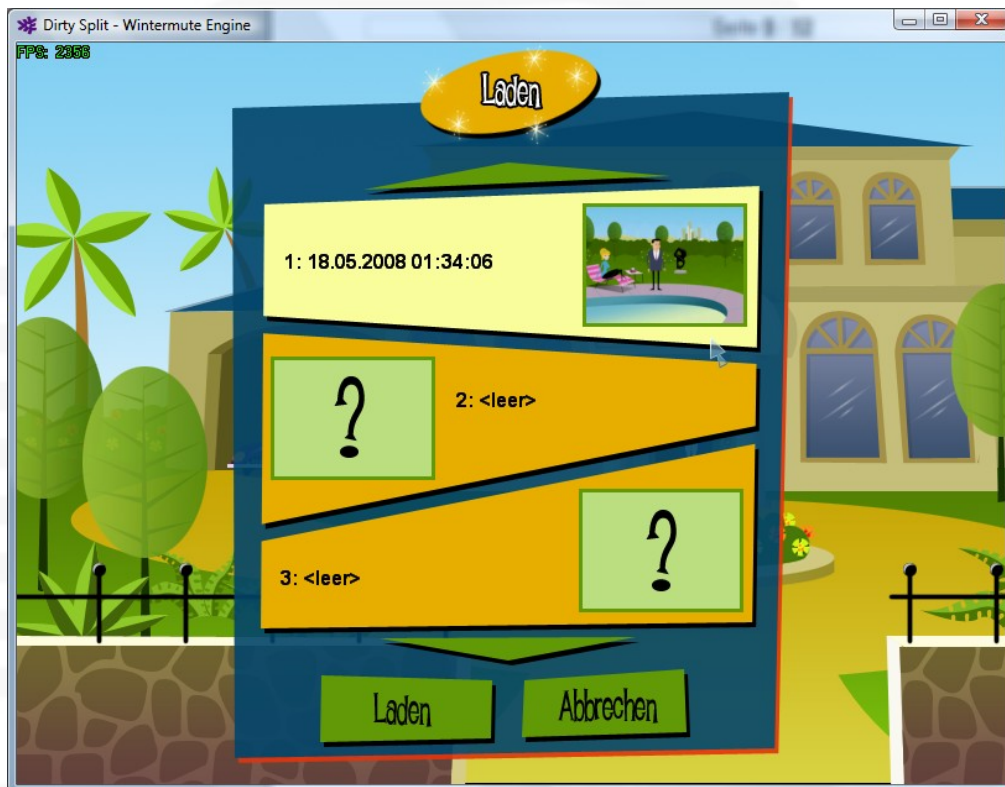 Dirty Split - Wintermute Engine
FPS: 2356
Laden
1: 18.05.2008 01:34:06
2: <leer>
3: <leer>
Laden
Abbrechen